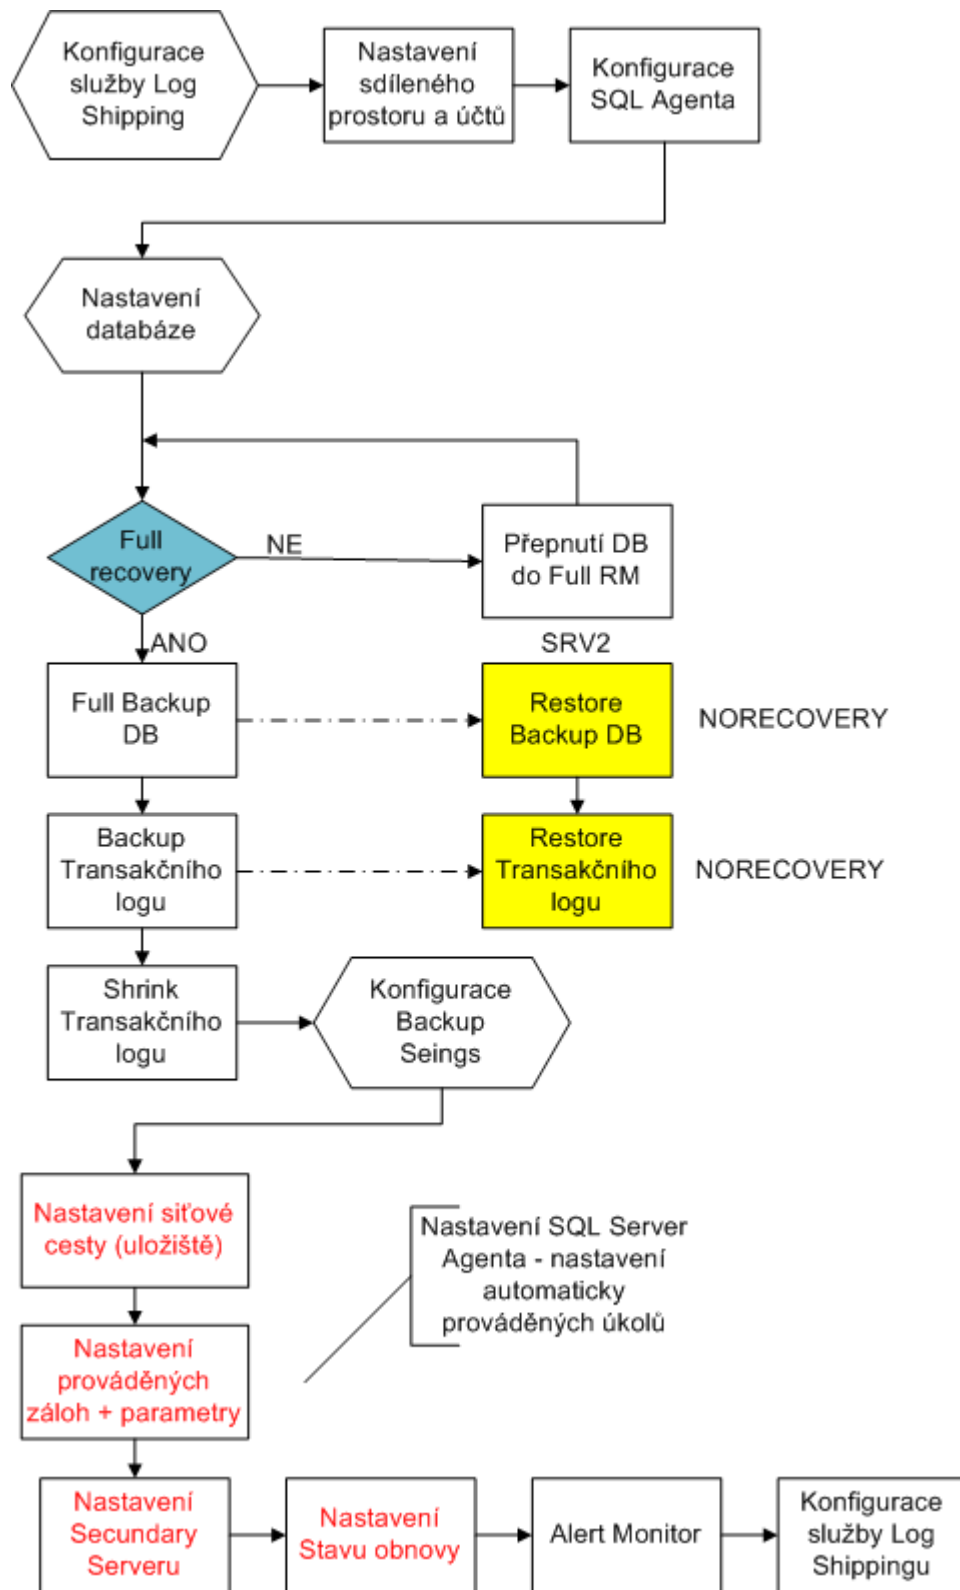 Konfigurace
služby Log
Shipping
Nastavení
sdíleného
prostoru a účtů
Konfigurace
SQL Agenta
Nastavení
databáze
Full
recovery
NE
Přepnutí DB
do Full RM
ANO
SRV2
Full Backup
DB
Restore
Backup DB
NORECOVERY
Backup
Transakčního
logu
Restore
Transakčního
logu
NORECOVERY
Shrink
Transakčního
logu
Konfigurace
Backup
Seings
Nastavení siťové
cesty (uložiště)
Nastavení SQL Server
Agenta - nastavení
automaticky
prováděných úkolů
Nastavení
prováděných
záloh + parametry
Nastavení
Secundary
Serveru
Nastavení
Stavu obnovy
Alert Monitor
Konfigurace
služby Log
Shippingu